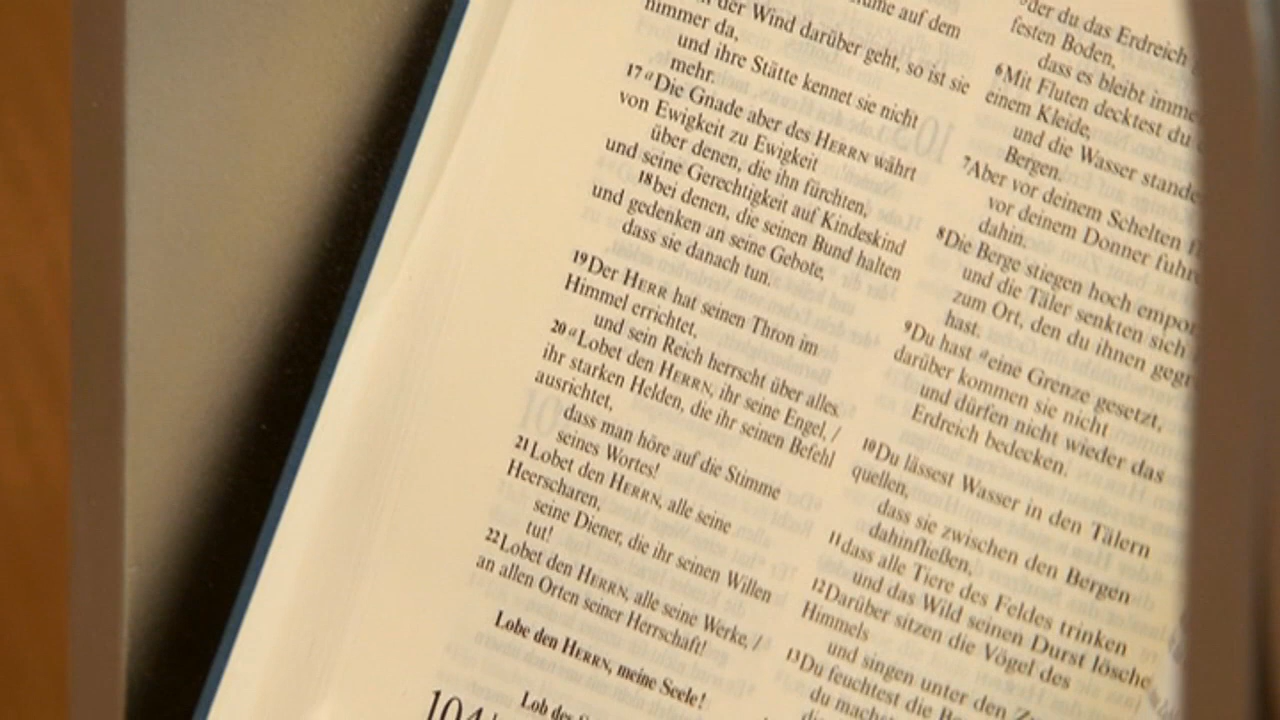 auf dem
der Wind darüber geht, so ist sie
nimmer da,
und ihre Stätte kennet sie nicht
mehr.
17 a Die Gnade aber des HERRN währt
von Ewigkeit zu Ewigkeit
über denen, die ihn fürchten,
und seine Gerechtigkeit auf Kindeskind
18 bei denen, die seinen Bund halten
und gedenken an seine Gebote,
dass sie danach tun.
19 Der HERR hat seinen Thron im
Himmel errichtet,
und sein Reich herrscht über alles.
20 a Lobet den HERRN, ihr seine Engel, /
ihr starken Helden, die ihr seinen Befehl
ausrichtet,
dass man höre auf die Stimme
seines Wortes!
21 Lobet den HERRN, alle seine
Heerscharen,
seine Diener, die ihr seinen Willen
tut!
22 Lobet den HERRN, alle seine Werke, /
an allen Orten seiner Herrschaft!
Lobe den HERRN, meine Seele!
104
Lob des
der du das Erdreich
festen Boden,
dass es bleibt
6 Mit Fluten decktest du
einem Kleide,
und die Wasser
Bergen.
7 Aber vor deinem Schelten
vor deinem Donner
dahin.
8 Die Berge stiegen hoch
und die Täler senkten sich
zum Ort, den du ihnen
hast.
9 Du hast a eine Grenze gesetzt,
darüber kommen sie nicht
und dürfen nicht wieder das
Erdreich bedecken.
10 Du lässest Wasser in den Tälern
quellen,
dass sie zwischen den Bergen
dahinfließen,
11 dass alle Tiere des Feldes trinken
und das Wild seinen Durst lösche
12 Darüber sitzen die Vögel des
Himmels
und singen unter den
13 Du feuchtest die
du